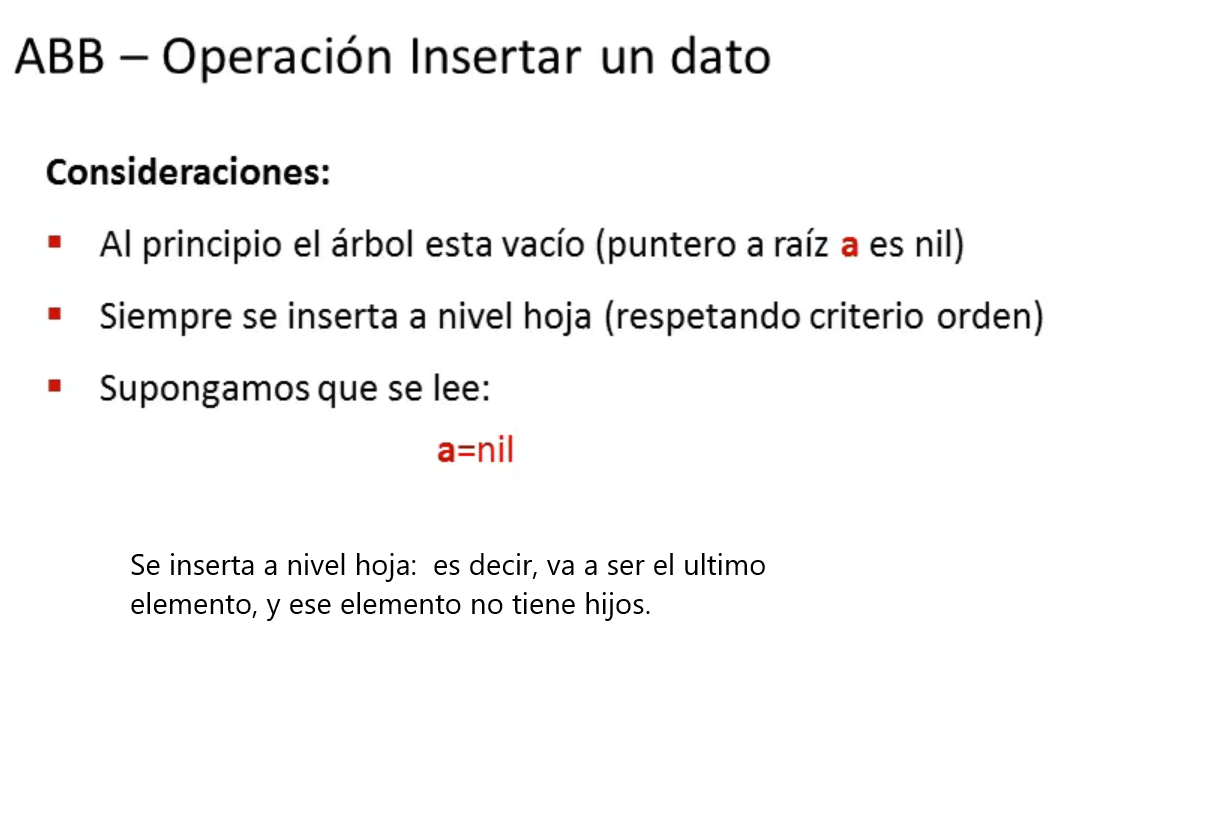 ABB – Operación Insertar un dato
Consideraciones:
▪ Al principio el árbol esta vacío (puntero a raíz a es nil)
▪ Siempre se inserta a nivel hoja (respetando criterio orden)
▪ Supongamos que se lee:
a=nil
Se inserta a nivel hoja:  es decir, va a ser el ultimo
elemento, y ese elemento no tiene hijos.